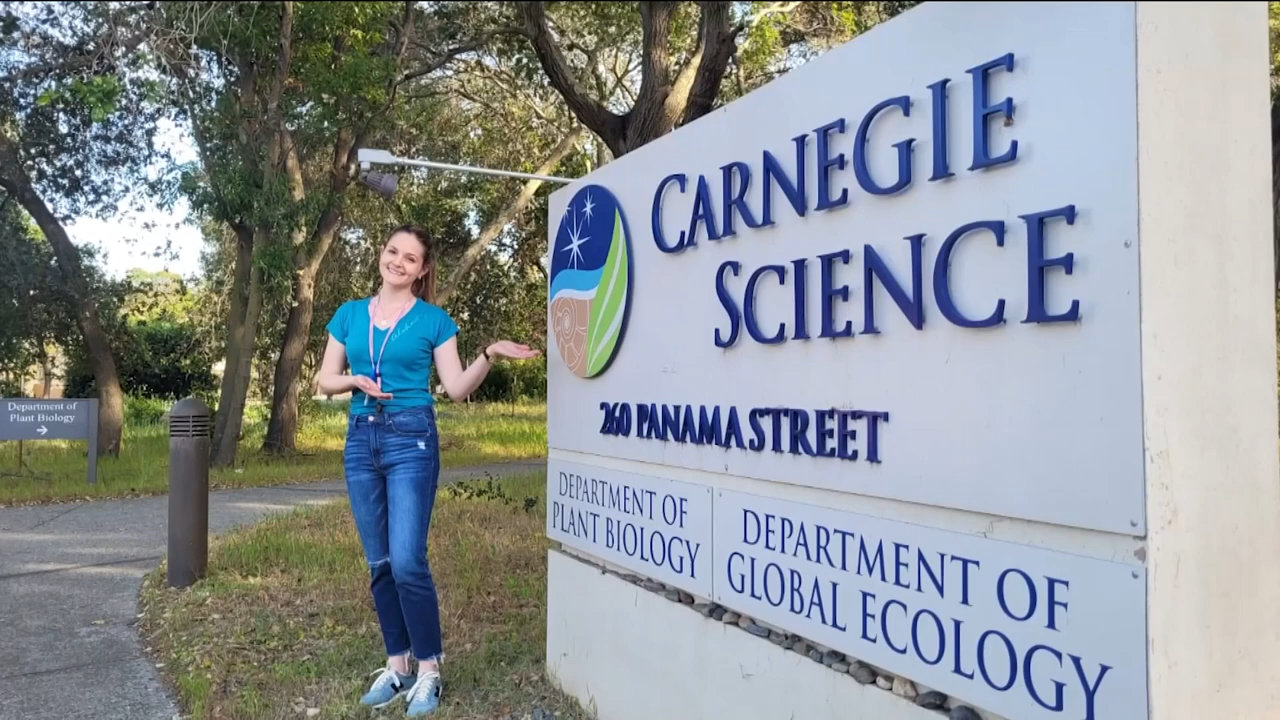 CARNEGIE
SCIENCE
260 PANAMA STREET
DEPARTMENT OF
PLANT BIOLOGY
DEPARTMENT OF
GLOBAL ECOLOGY
Department of
Plant Biology